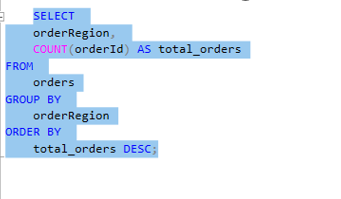 SELECT
orderRegion,
COUNT(orderId) AS total_orders
FROM
orders
GROUP BY
orderRegion
ORDER BY
total_orders DESC;